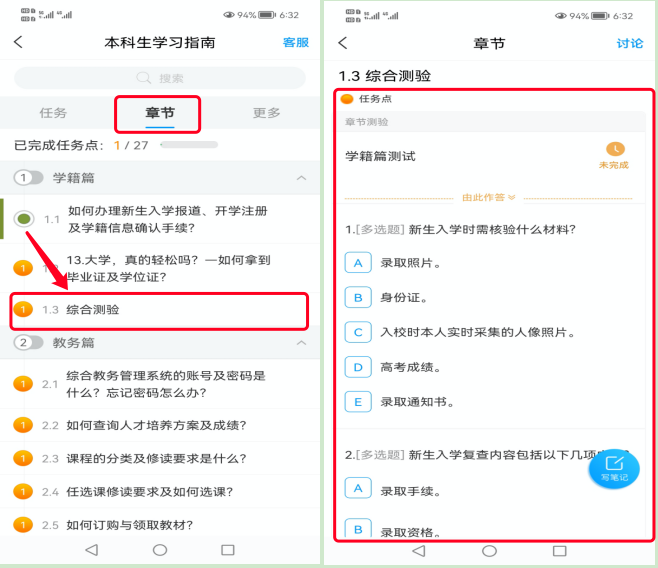 94% 6:32
本科生学习指南
客服
搜索
任务
章节
更多
已完成任务点： 1 / 27
1 学籍篇
1.1 如何办理新生入学报道、开学注册
及学籍信息确认手续？
1 13.大学，真的轻松吗？—如何拿到
毕业证及学位证？
1 1.3 综合测验
2 教务篇
1 2.1 综合教务管理系统的账号及密码是
什么？忘记密码怎么办？
1 2.2 如何查询人才培养方案及成绩？
1 2.3 课程的分类及修读要求是什么？
1 2.4 任选课修读要求及如何选课？
1 2.5 如何订购与领取教材？
94% 6:32
章节
讨论
1.3 综合测验
任务点
章节测验
学籍篇测试
未完成
由此作答
1.[多选题] 新生入学时需核验什么材料？
A 录取照片。
B 身份证。
C 入校时本人实时采集的人像照片。
D 高考成绩。
E 录取通知书。
2.[多选题] 新生入学复查内容包括以下几项
写笔记
A 录取手续。
B 录取资格。